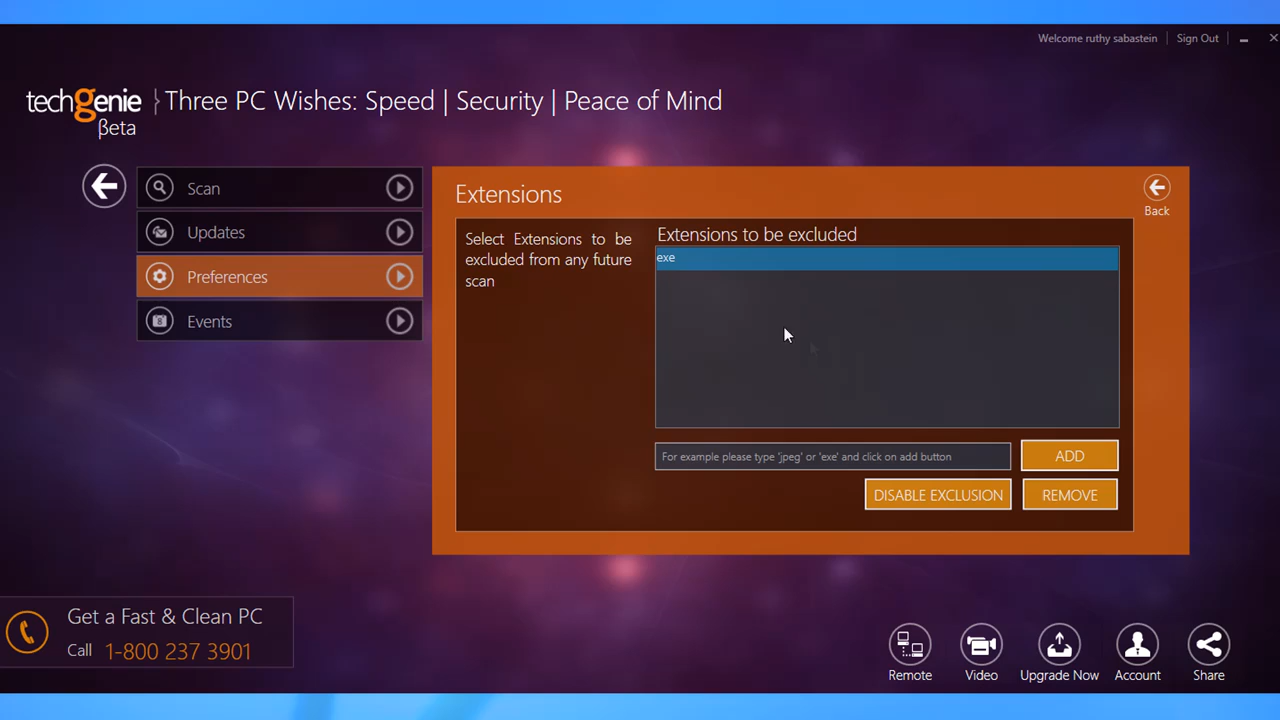 Welcome ruthy sabastein
Sign Out
techgenie
βeta
Three PC Wishes: Speed | Security | Peace of Mind
Scan
Updates
Preferences
Events
Extensions
Back
Select Extensions to be
excluded from any future
scan
Extensions to be excluded
exe
For example please type 'jpeg' or 'exe' and click on add button
ADD
DISABLE EXCLUSION
REMOVE
Get a Fast & Clean PC
Call 1-800 237 3901
Remote
Video
Upgrade Now
Account
Share